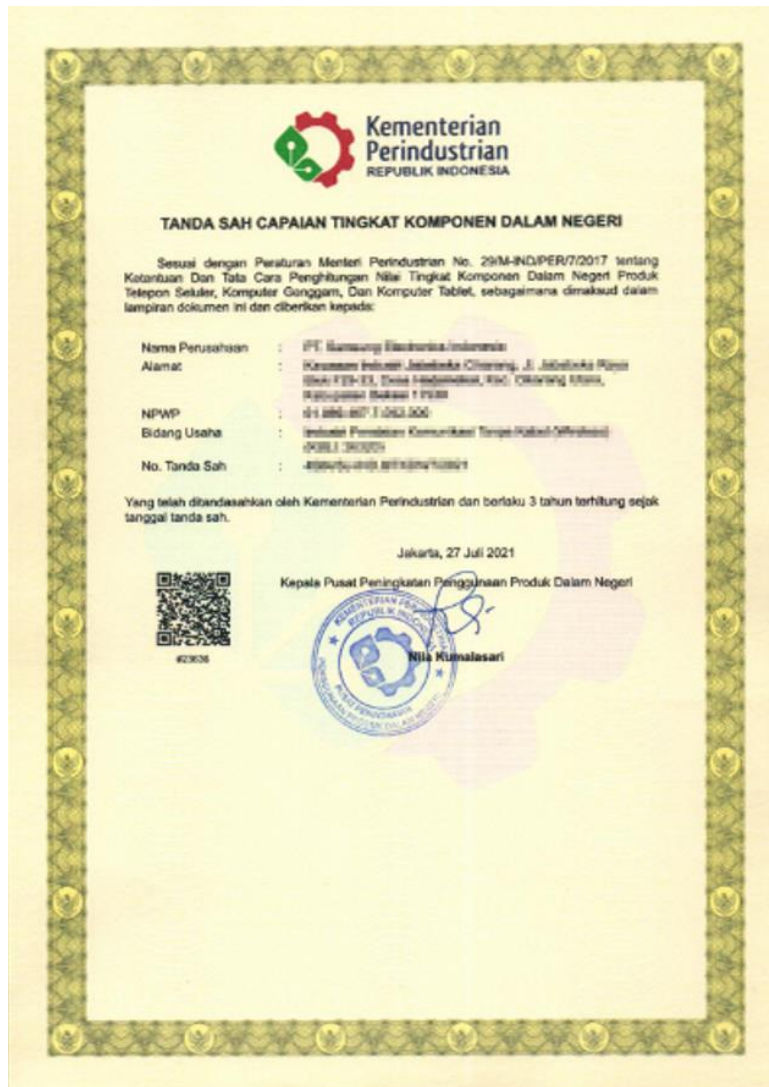 Kementerian
Perindustrian
REPUBLIK INDONESIA
TANDA SAH CAPAIAN TINGKAT KOMPONEN DALAM NEGERI
Sesuai dengan Peraturan Menteri Perindustrian No. 29/M-IND/PER/7/2017 tentang
Ketentuan Dan Tata Cara Penghitungan Nilai Tingkat Komponen Dalam Negeri Produk
Telepon Seluler, Komputer Genggam, Dan Komputer Tablet, sebagaimana dimaksud dalam
lampiran dokumen ini dan diberikan kepada:
Nama Perusahaan :
Alamat :
NPWP :
Bidang Usaha :
No. Tanda Sah :
Yang telah ditandasahkan oleh Kementerian Perindustrian dan berlaku 3 tahun terhitung sejak
tanggal tanda sah.
Jakarta, 27 Juli 2021
Kepala Pusat Peningkatan Penggunaan Produk Dalam Negeri
KEMENTERIAN
REPUBLIK INDONESIA
Nila Kumalasari
#23636